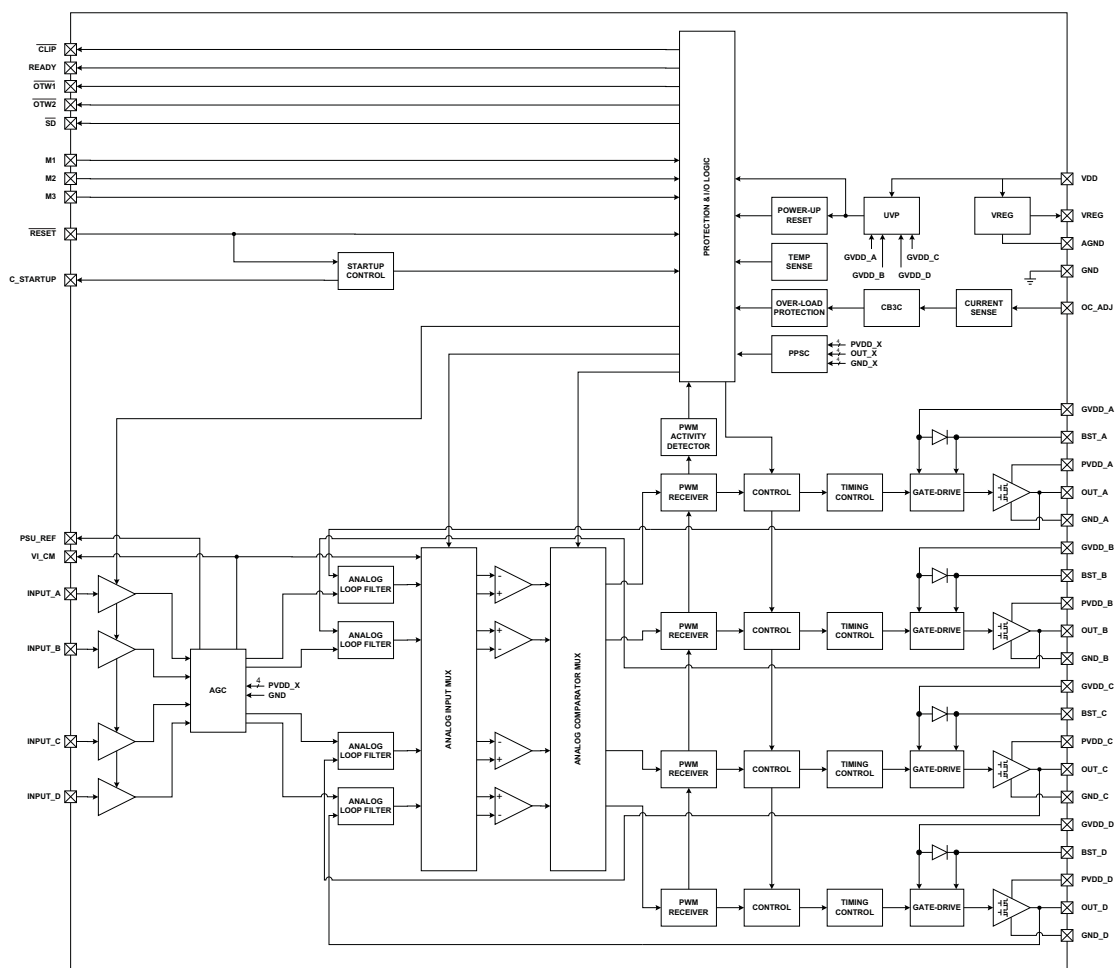 CLIP
READY
OTW1
OTW2
SD
M1
M2
M3
RESET
C_STARTUP
STARTUP
CONTROL
PROTECTION & I/O LOGIC
POWER-UP
RESET
UVP
VREG
GVDD_A
GVDD_C
GVDD_B
GVDD_D
TEMP
SENSE
OVER-LOAD
PROTECTION
CB3C
CURRENT
SENSE
PPSC
4
PVDD_X
4
OUT_X
4
GND_X
VDD
VREG
AGND
GND
OC_ADJ
PWM
ACTIVITY
DETECTOR
PWM
RECEIVER
CONTROL
TIMING
CONTROL
GATE-DRIVE
GVDD_A
BST_A
PVDD_A
OUT_A
GND_A
PSU_REF
VI_CM
INPUT_A
INPUT_B
INPUT_C
INPUT_D
AGC
4
PVDD_X
GND
ANALOG
LOOP FILTER
ANALOG
LOOP FILTER
ANALOG
LOOP FILTER
ANALOG
LOOP FILTER
ANALOG INPUT MUX
-
+
+
-
-
+
+
-
ANALOG COMPARATOR MUX
PWM
RECEIVER
CONTROL
TIMING
CONTROL
GATE-DRIVE
GVDD_B
BST_B
PVDD_B
OUT_B
GND_B
PWM
RECEIVER
CONTROL
TIMING
CONTROL
GATE-DRIVE
GVDD_C
BST_C
PVDD_C
OUT_C
GND_C
PWM
RECEIVER
CONTROL
TIMING
CONTROL
GATE-DRIVE
GVDD_D
BST_D
PVDD_D
OUT_D
GND_D